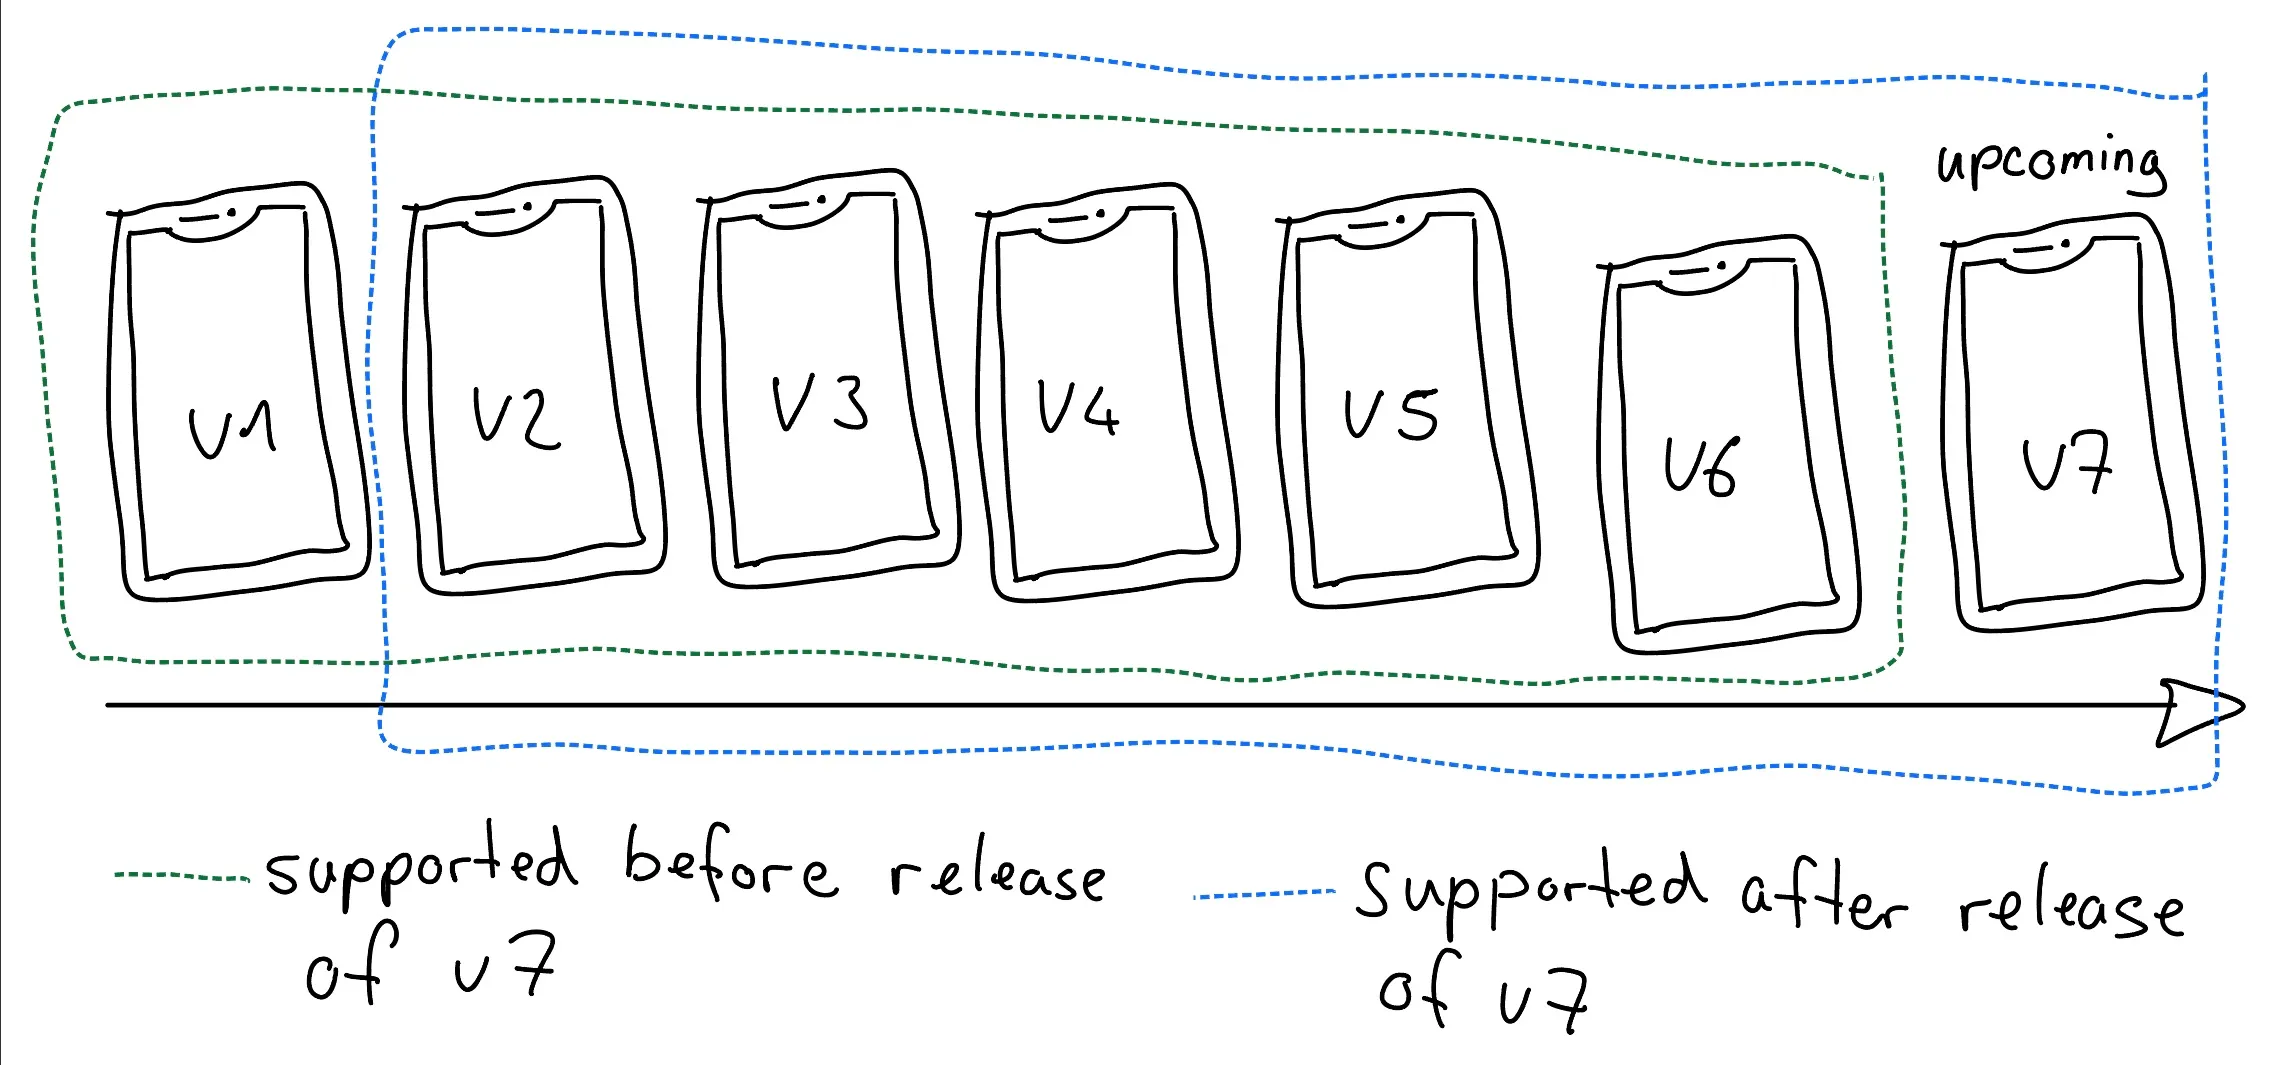 upcoming
v1
v2
v3
v4
v5
v6
v7
supported before release
of v7
supported after release
of v7